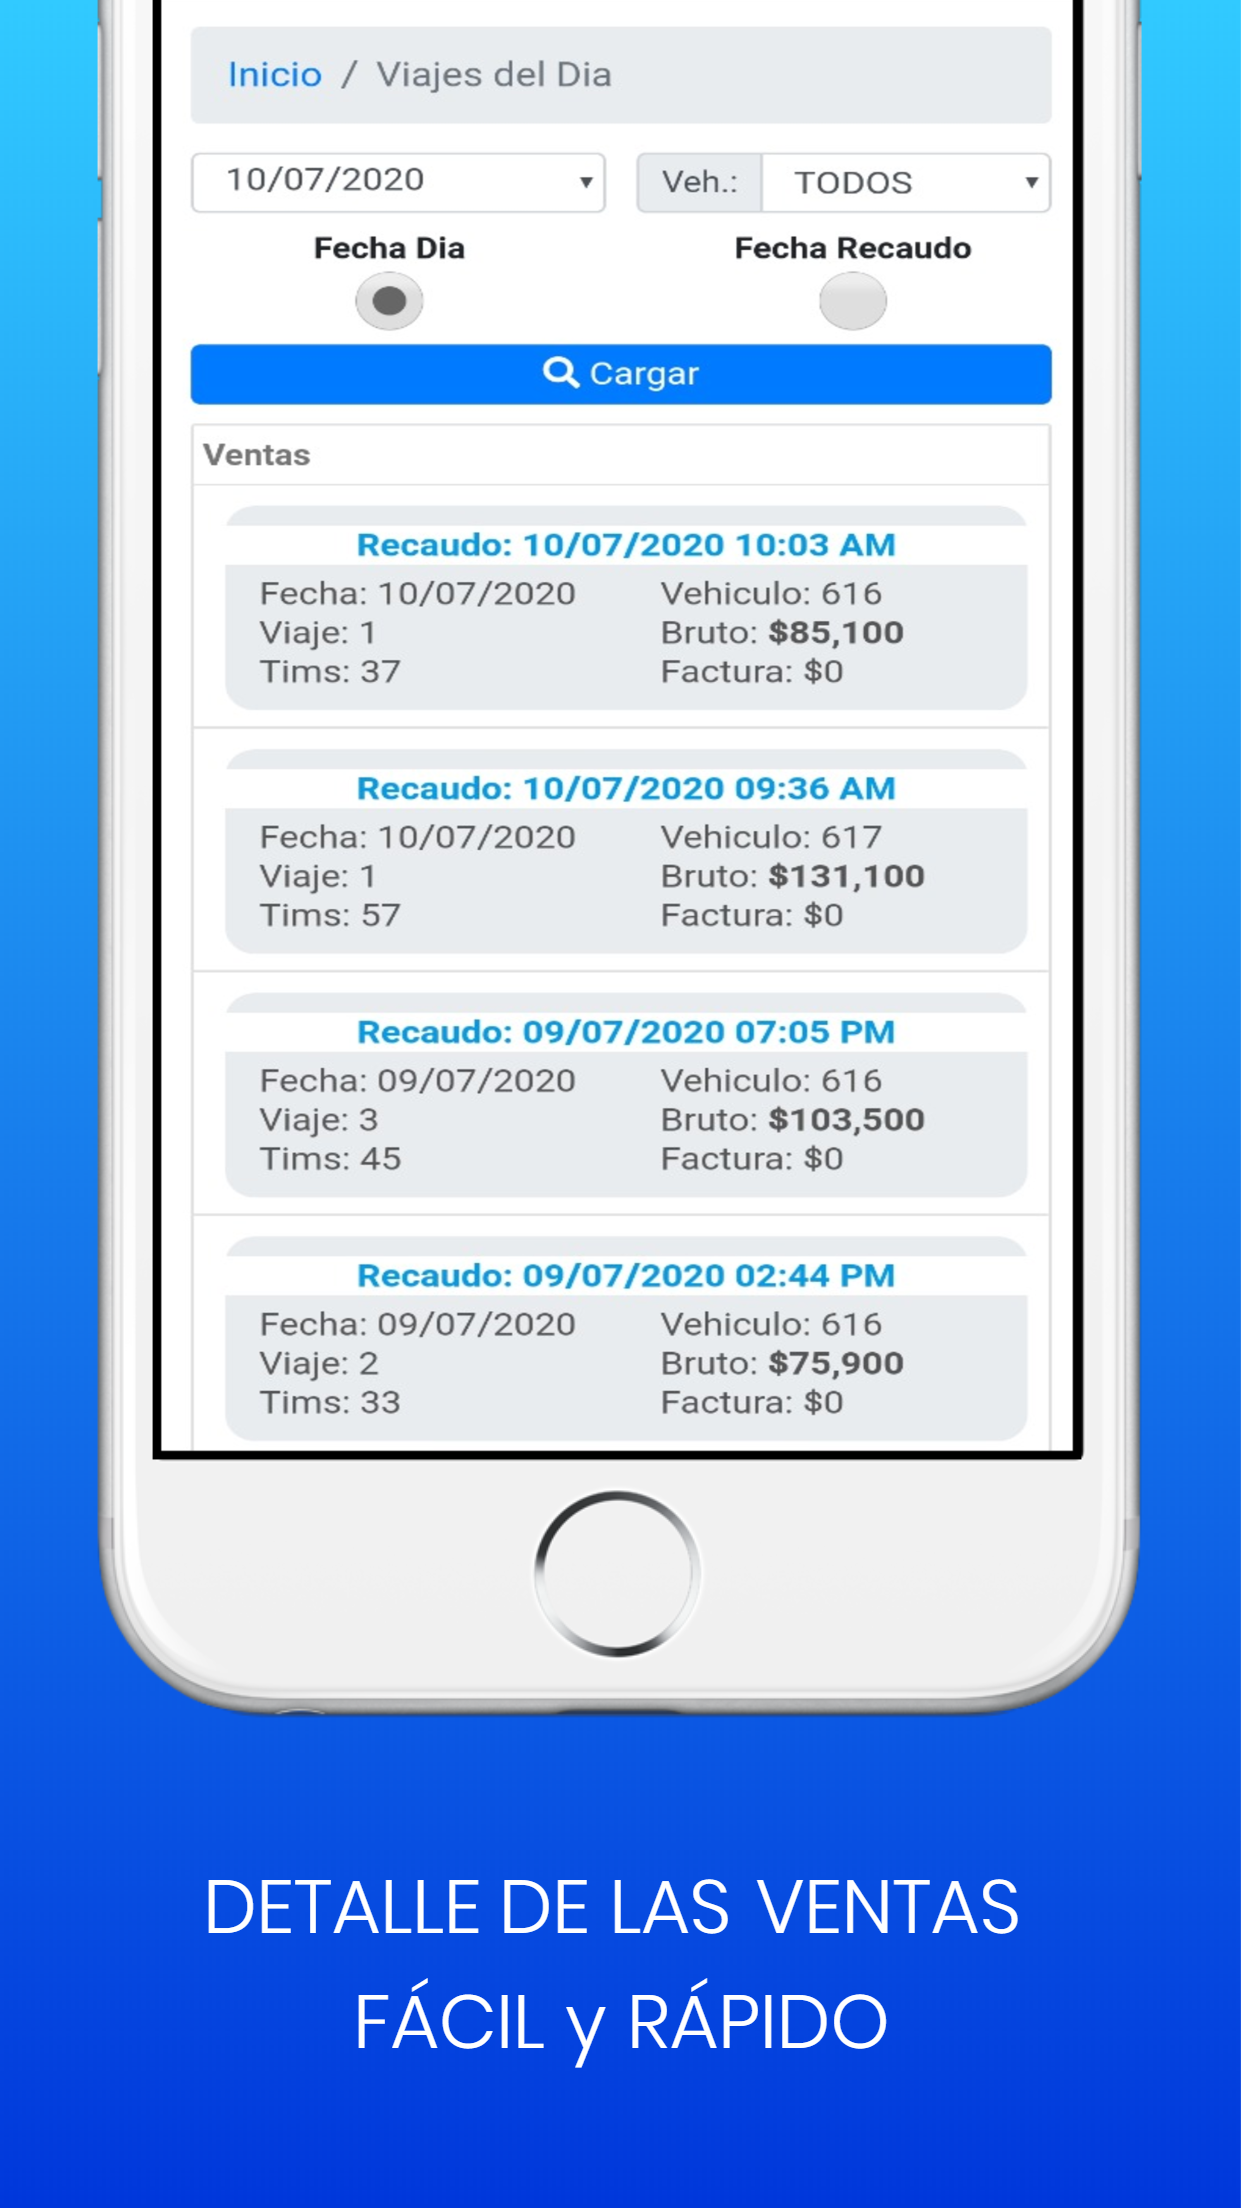 Inicio / Viajes del Dia
10/07/2020 Veh.: TODOS
Fecha Dia Fecha Recaudo
Cargar
Ventas
Recaudo: 10/07/2020 10:03 AM
Fecha: 10/07/2020 Vehiculo: 616
Viaje: 1 Bruto: $85,100
Tims: 37 Factura: $0
Recaudo: 10/07/2020 09:36 AM
Fecha: 10/07/2020 Vehiculo: 617
Viaje: 1 Bruto: $131,100
Tims: 57 Factura: $0
Recaudo: 09/07/2020 07:05 PM
Fecha: 09/07/2020 Vehiculo: 616
Viaje: 3 Bruto: $103,500
Tims: 45 Factura: $0
Recaudo: 09/07/2020 02:44 PM
Fecha: 09/07/2020 Vehiculo: 616
Viaje: 2 Bruto: $75,900
Tims: 33 Factura: $0
DETALLE DE LAS VENTAS
FÁCIL y RÁPIDO